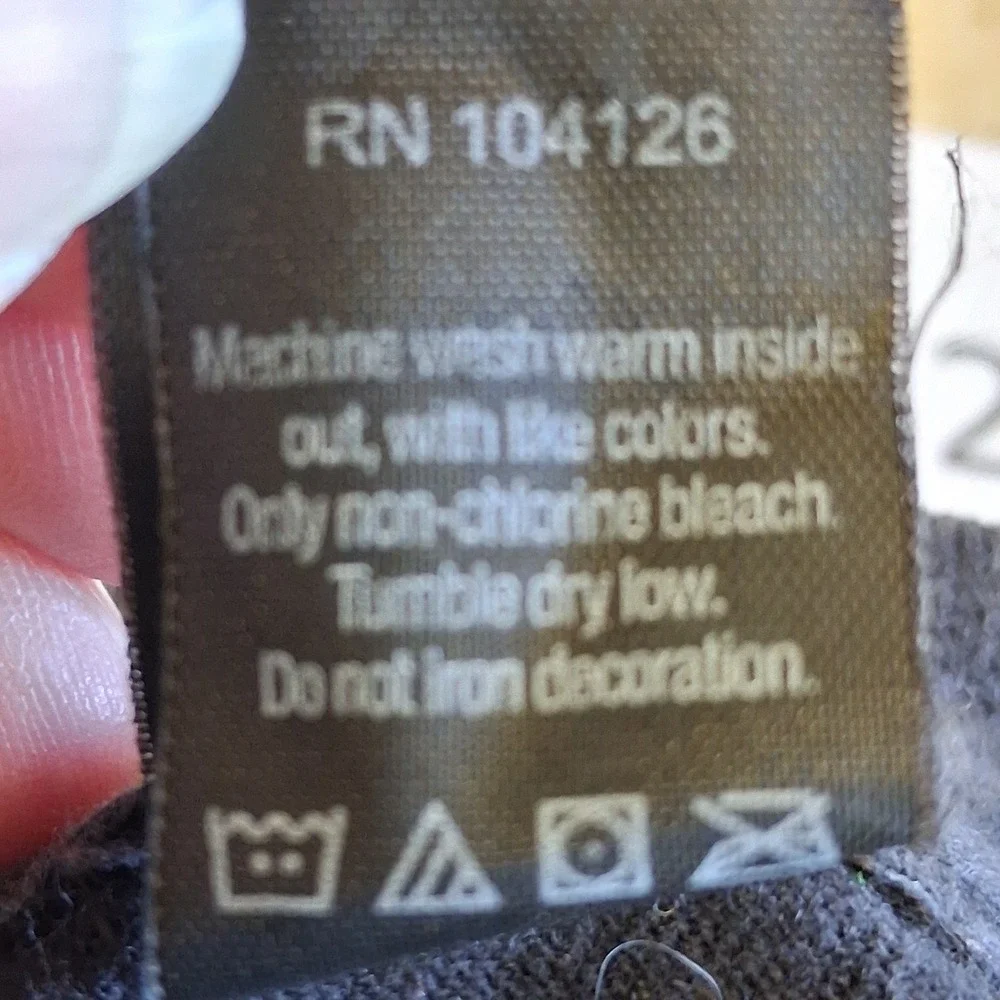 RN 104126
Machine wash warm inside
out, with like colors.
Only non-chlorine bleach.
Tumble dry low.
Do not iron decoration.
2